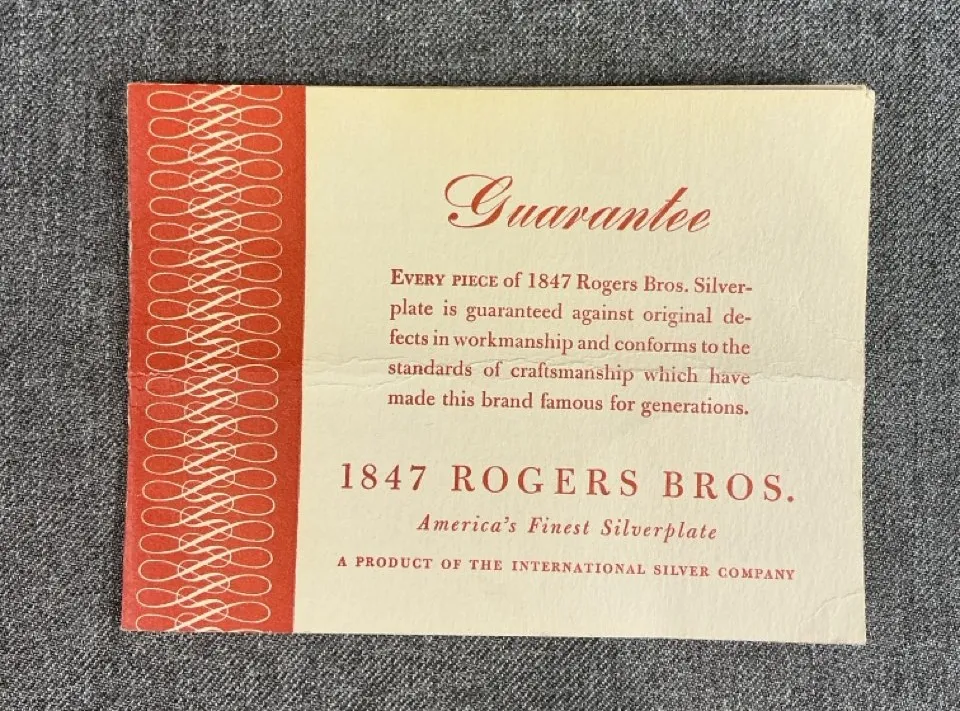 Guarantee
EVERY PIECE of 1847 Rogers Bros. Silver-
plate is guaranteed against original de-
fects in workmanship and conforms to the
standards of craftsmanship which have
made this brand famous for generations.
1847 ROGERS BROS.
America's Finest Silverplate
A PRODUCT OF THE INTERNATIONAL SILVER COMPANY